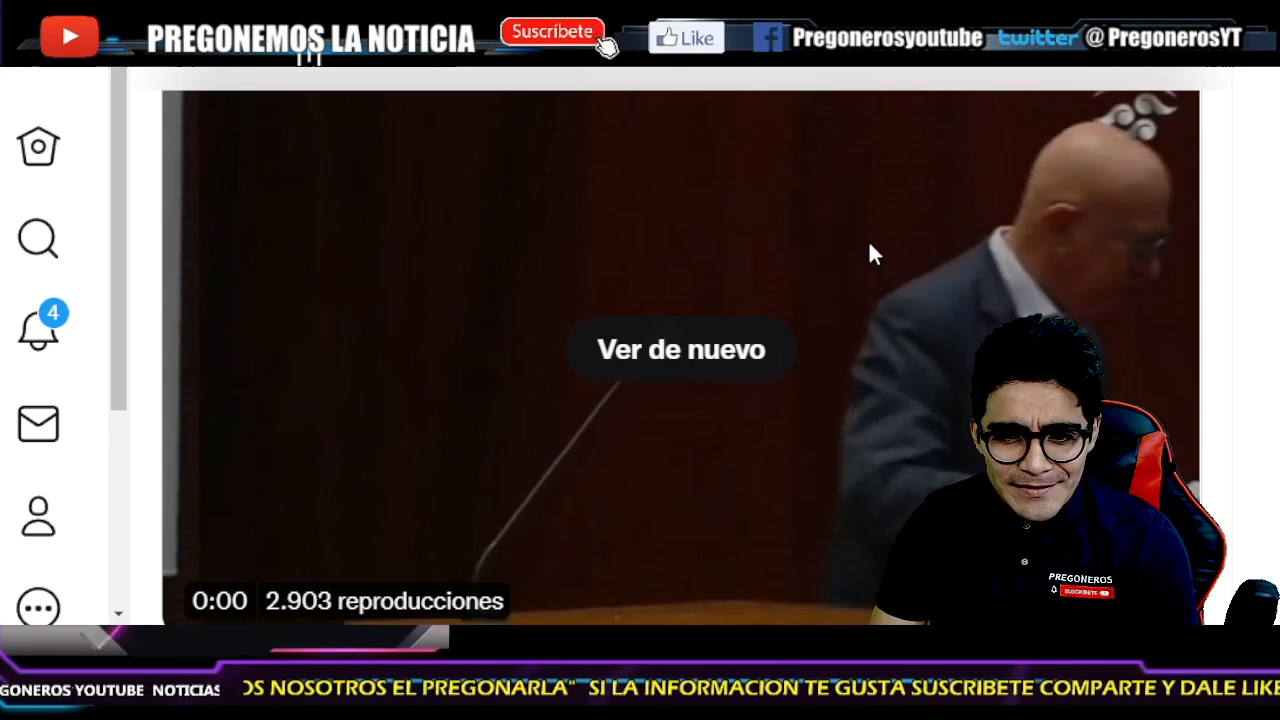 PREGONEMOS LA NOTICIA
Suscríbete
Like
f Pregonerosyoutube
twitter @PregonerosYT
4
Ver de nuevo
0:00 2.903 reproducciones
PREGONEROS
SUSCRIBETE
GONEROS YOUTUBE NOTICIAS
OS NOSOTROS EL PREGONARLA" SI LA INFORMACION TE GUSTA SUSCRIBETE COMPARTE Y DALE LIKE